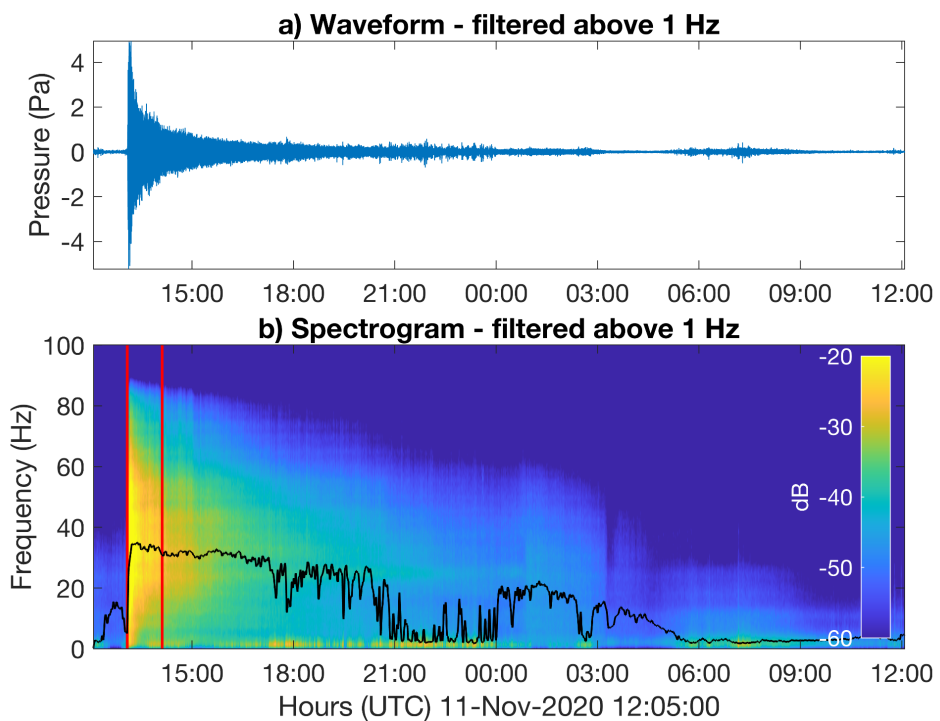 a) Waveform - filtered above 1 Hz
Pressure (Pa)
4
2
0
-2
-4
15:00 18:00 21:00 00:00 03:00 06:00 09:00 12:00
b) Spectrogram - filtered above 1 Hz
Frequency (Hz)
100
80
60
40
20
0
dB
-20
-30
-40
-50
-60
15:00 18:00 21:00 00:00 03:00 06:00 09:00 12:00
Hours (UTC) 11-Nov-2020 12:05:00